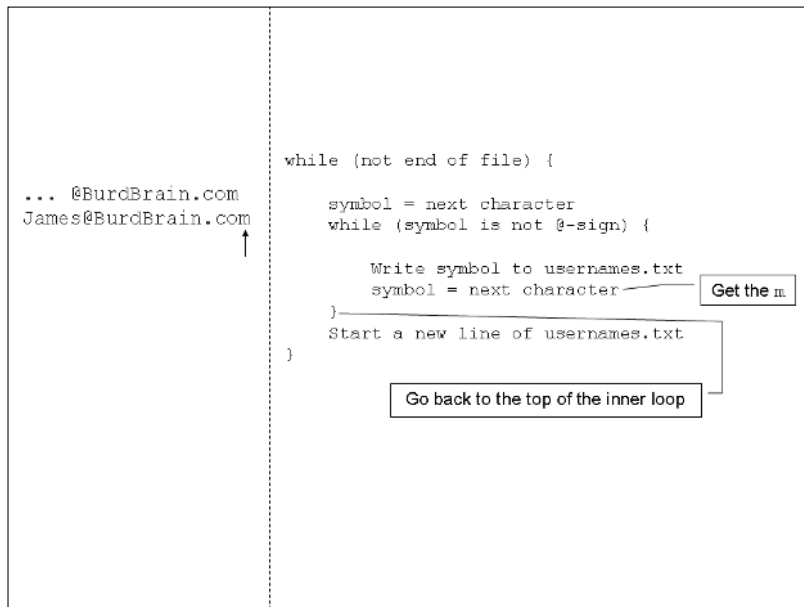 ... @BurdBrain.com
James@BurdBrain.com
while (not end of file) {
symbol = next character
while (symbol is not @-sign) {
Write symbol to usernames.txt
symbol = next character
Get the m
}
Start a new line of usernames.txt
}
Go back to the top of the inner loop